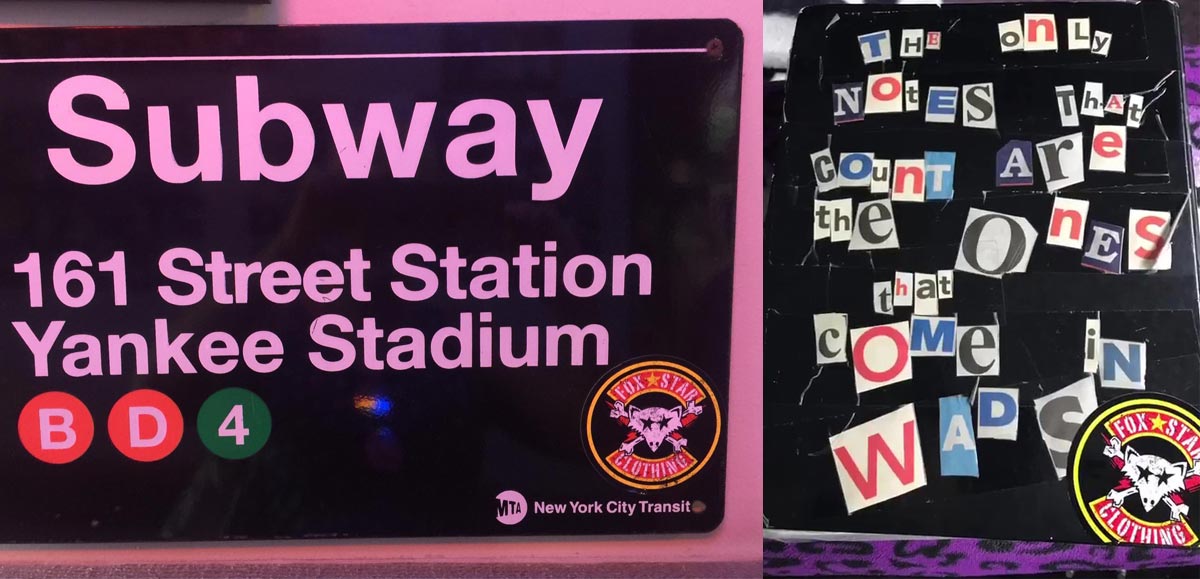 Subway
161 Street Station
Yankee Stadium
B D 4
FOX STAR
CLOTHING
MTA New York City Transit
THE onLy
NOtES ThAt
COunT Are
the OnES
that
cOMe iN
WADS
FOX STAR
CLOTHING